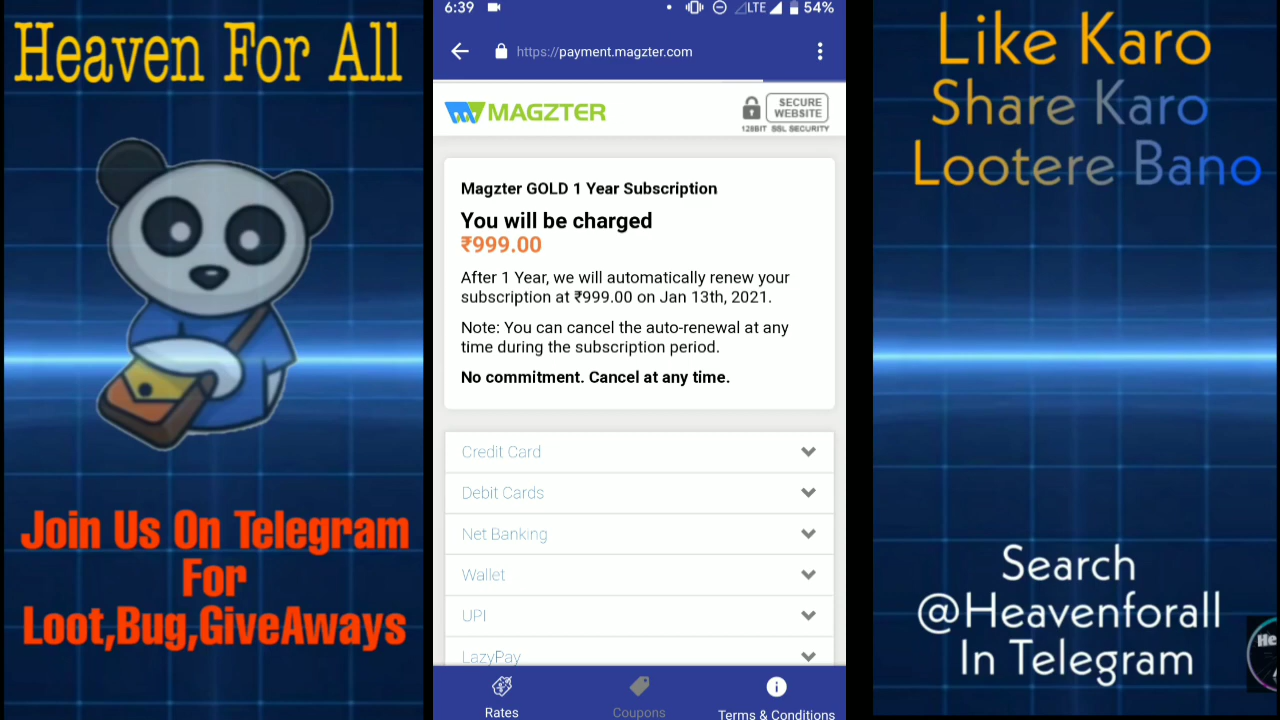 Heaven For All
Join Us On Telegram
For
Loot,Bug,GiveAways
6:39
LTE
54%
https://payment.magzter.com
MAGZTER
SECURE
WEBSITE
128BIT SSL SECURITY
Magzter GOLD 1 Year Subscription
You will be charged
₹999.00
After 1 Year, we will automatically renew your
subscription at ₹999.00 on Jan 13th, 2021.
Note: You can cancel the auto-renewal at any
time during the subscription period.
No commitment. Cancel at any time.
Credit Card
Debit Cards
Net Banking
Wallet
UPI
LazyPay
Rates
Coupons
Terms & Conditions
Like Karo
Share Karo
Lootere Bano
Search
@Heavenforall
In Telegram
He